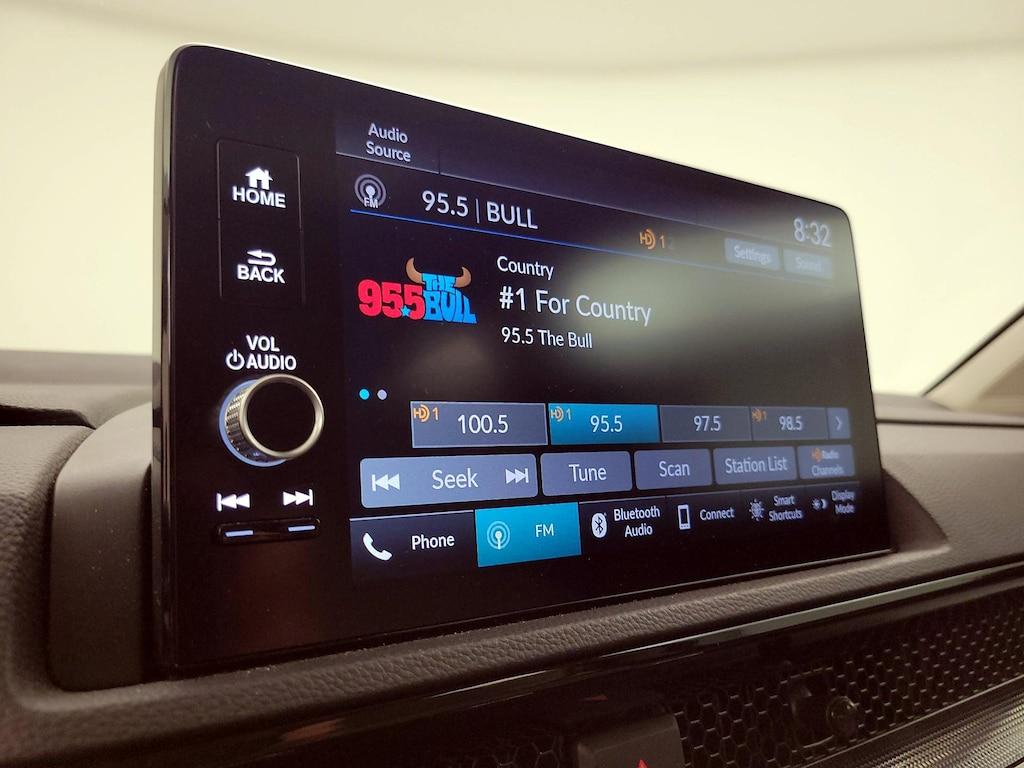 Audio
Source
HOME
FM
95.5 | BULL
HD 1 2
8:32
Settings
Sound
BACK
95.5 THE BULL
Country
#1 For Country
95.5 The Bull
VOL
AUDIO
HD 1 100.5
HD 1 95.5
97.5
HD 1 98.5
Seek
Tune
Scan
Station List
HD Radio
Channels
Phone
FM
Bluetooth
Audio
Connect
Smart
Shortcuts
Display
Mode